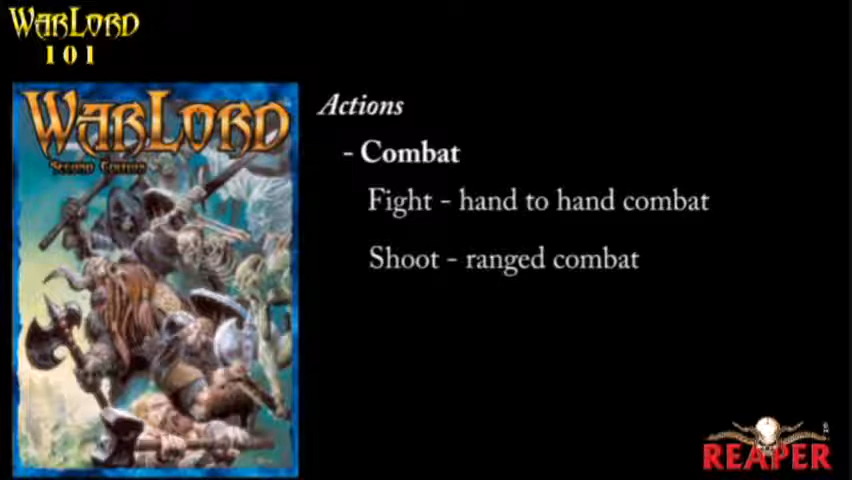 WARLORD
101
WARLORD
SECOND EDITION
Actions
- Combat
Fight - hand to hand combat
Shoot - ranged combat
REAPER